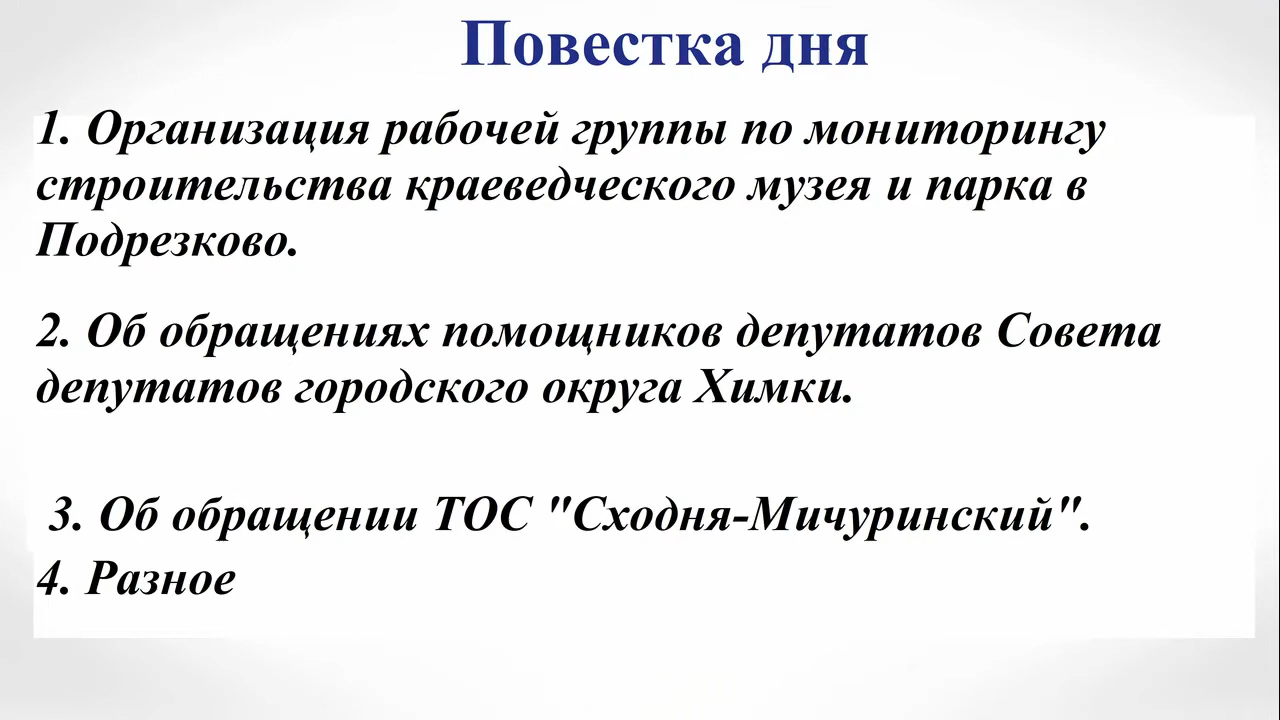 Повестка дня
1. Организация рабочей группы по мониторингу
строительства краеведческого музея и парка в
Подрезково.
2. Об обращениях помощников депутатов Совета
депутатов городского округа Химки.
3. Об обращении ТОС "Сходня-Мичуринский".
4. Разное